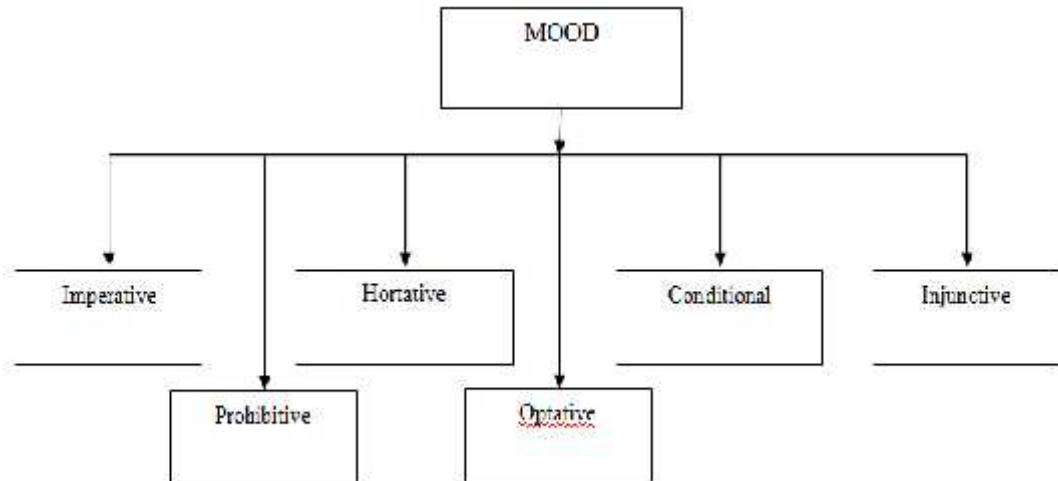 MOOD
Imperative
Hortative
Conditional
Injunctive
Prohibitive
Optative